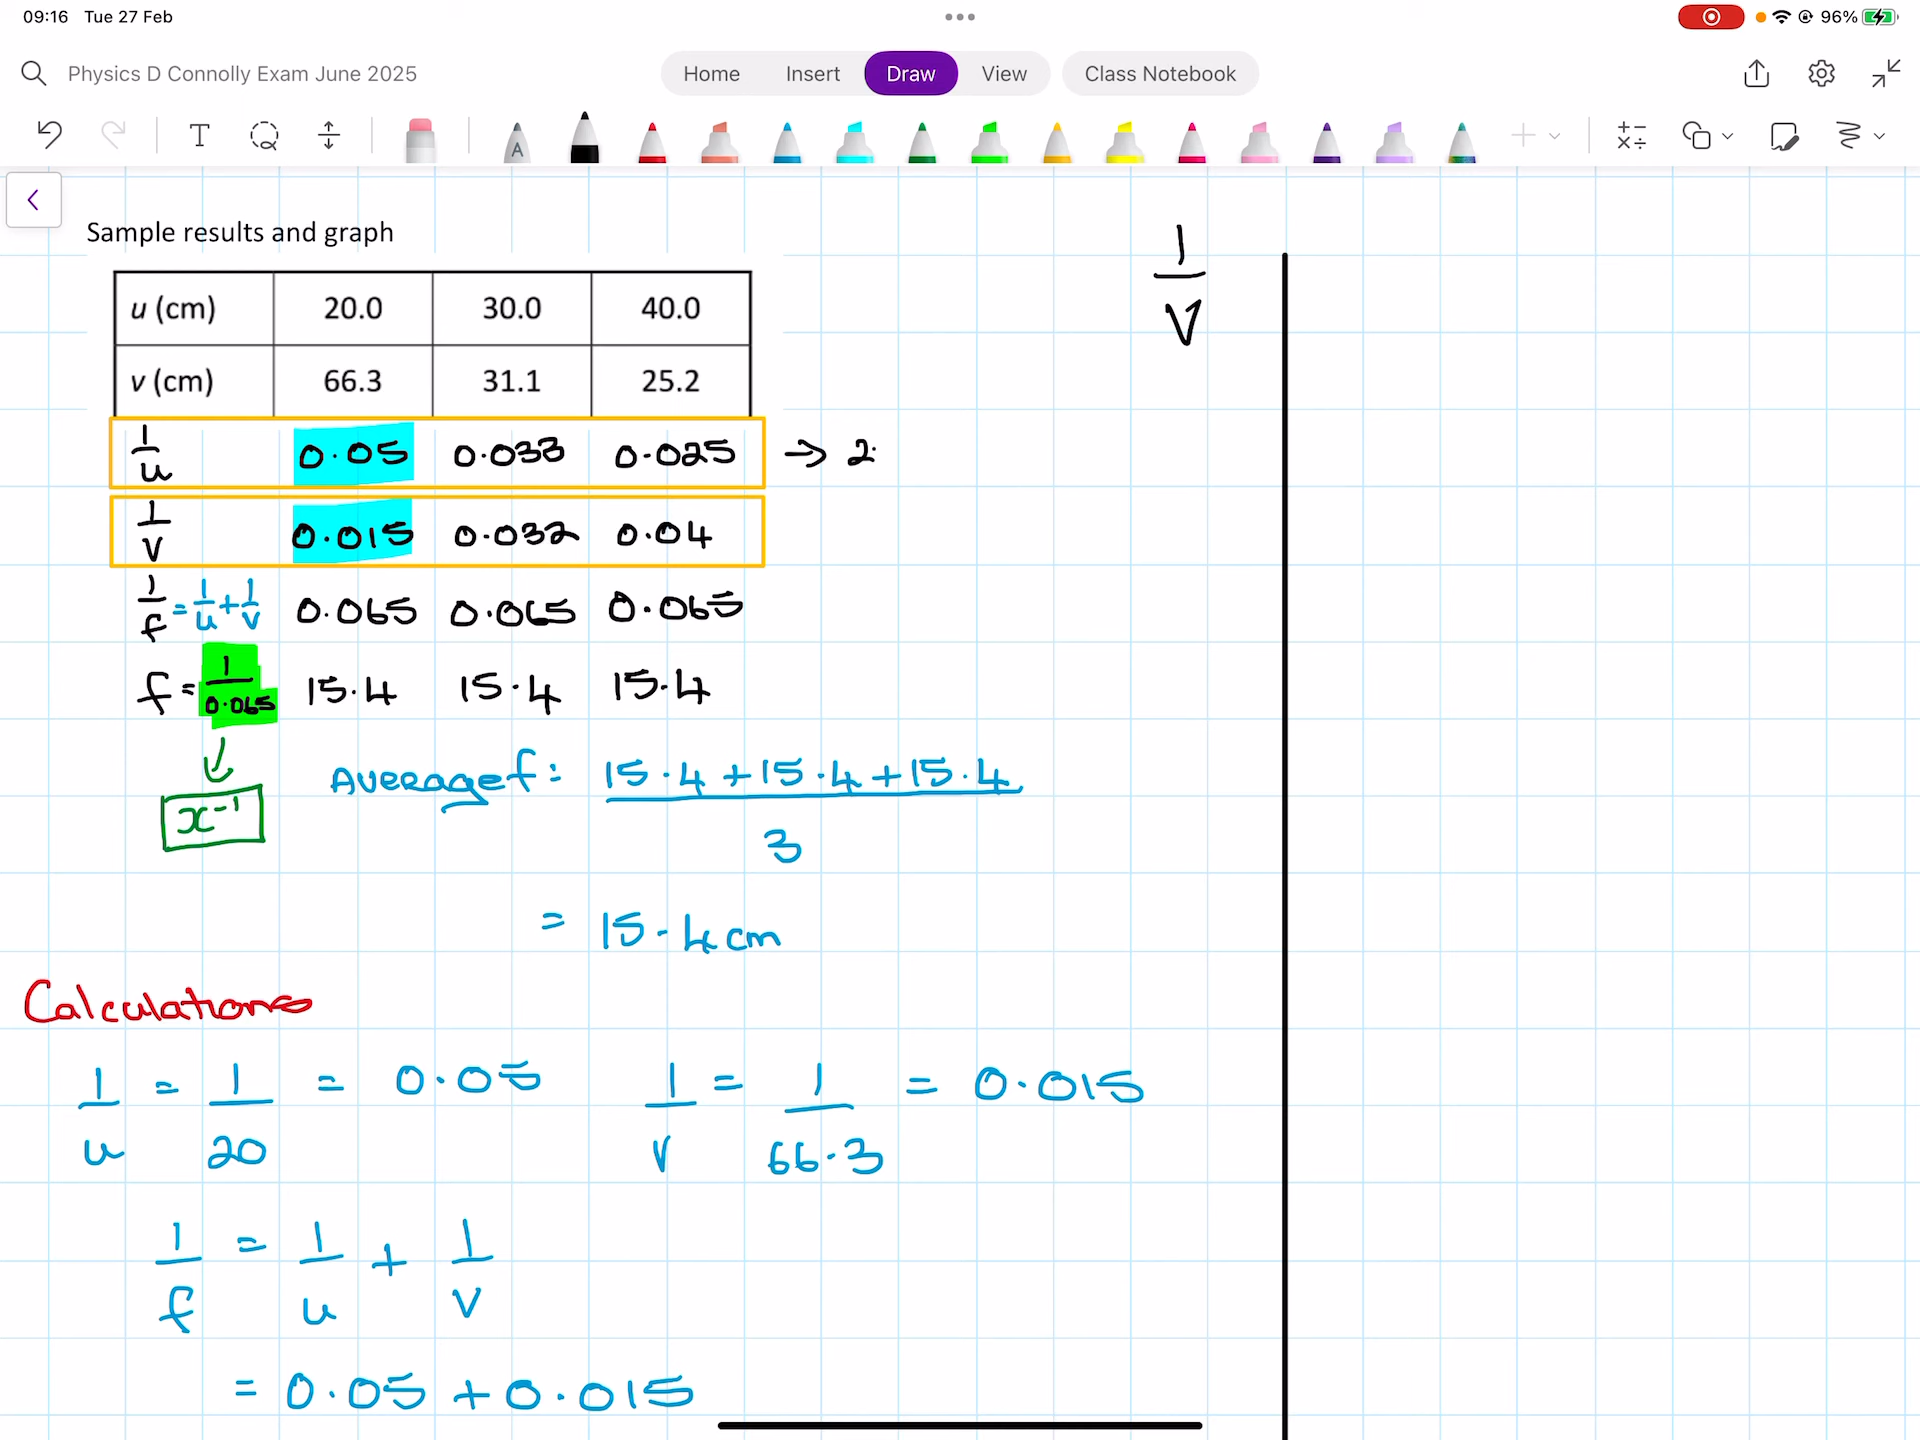 09:16 Tue 27 Feb 96%
Physics D Connolly Exam June 2025 Home Insert Draw View Class Notebook
T A
Sample results and graph
u (cm) 20.0 30.0 40.0
v (cm) 66.3 31.1 25.2
1/u 0.05 0.033 0.025 → 2.
1/v 0.015 0.032 0.04
1/f = 1/u + 1/v 0.065 0.065 0.065
f = 1/0.065 15.4 15.4 15.4
x⁻¹
Average f = 15.4 + 15.4 + 15.4 / 3
= 15.4 cm
1/V
Calculations
1/u = 1/20 = 0.05 1/v = 1/66.3 = 0.015
1/f = 1/u + 1/v
= 0.05 + 0.015